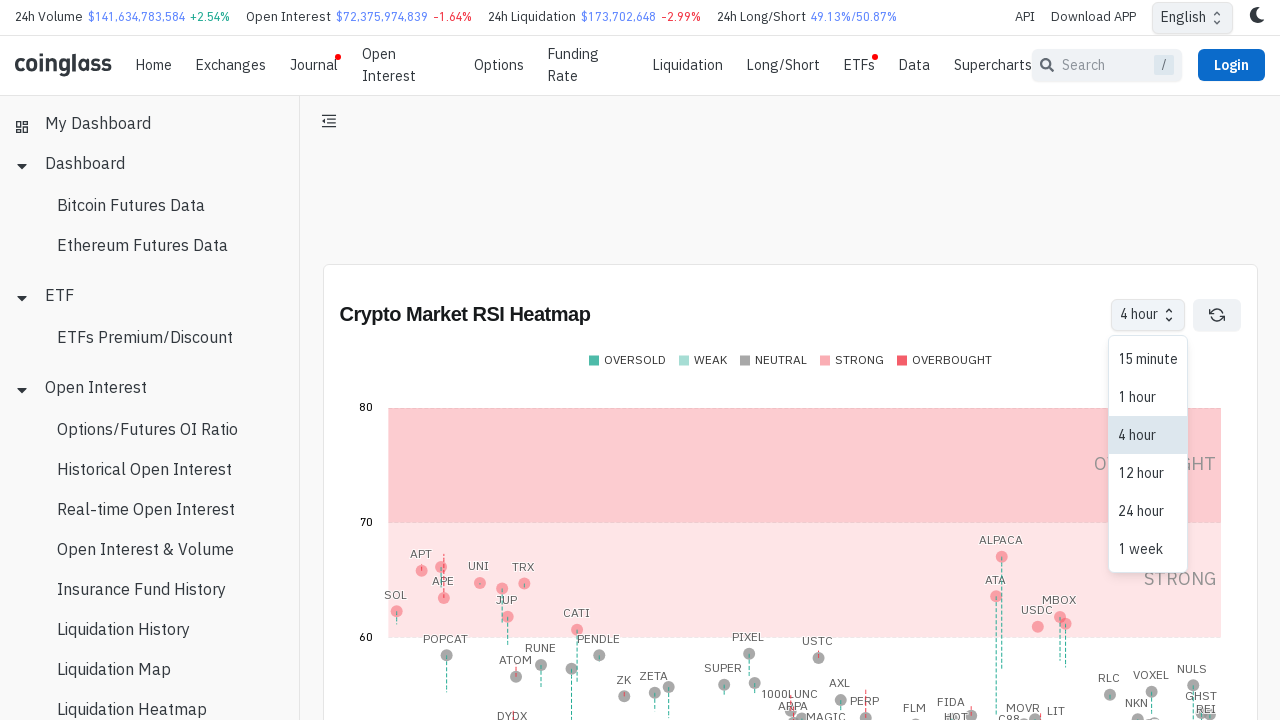 24h Volume $141,634,783,584 +2.54% Open Interest $72,375,974,839 -1.64% 24h Liquidation $173,702,648 -2.99% 24h Long/Short 49.13%/50.87% API Download APP English
coinglass Home Exchanges Journal Open Interest Options Funding Rate Liquidation Long/Short ETFs Data Supercharts Search / Login
My Dashboard
Dashboard
Bitcoin Futures Data
Ethereum Futures Data
ETF
ETFs Premium/Discount
Open Interest
Options/Futures OI Ratio
Historical Open Interest
Real-time Open Interest
Open Interest & Volume
Insurance Fund History
Liquidation History
Liquidation Map
Liquidation Heatmap
Crypto Market RSI Heatmap
4 hour
OVERSOLD WEAK NEUTRAL STRONG OVERBOUGHT
15 minute
1 hour
4 hour
12 hour
24 hour
1 week
80
70
STRONG
ALPACA
APT
UNI TRX
APE
ATA
SOL
JUP
MBOX
USDC
CATI
60
POPCAT
PENDLE
PIXEL
USTC
RUNE
ATOM
SUPER
NULS
ZETA
VOXEL
ZK
RLC
AXL
1000LUNC
GHST
PERP
FIDA
NKN
ARPA
FLM
MOVR
REI
LIT
DYDX
MAGIC
HOT
C98